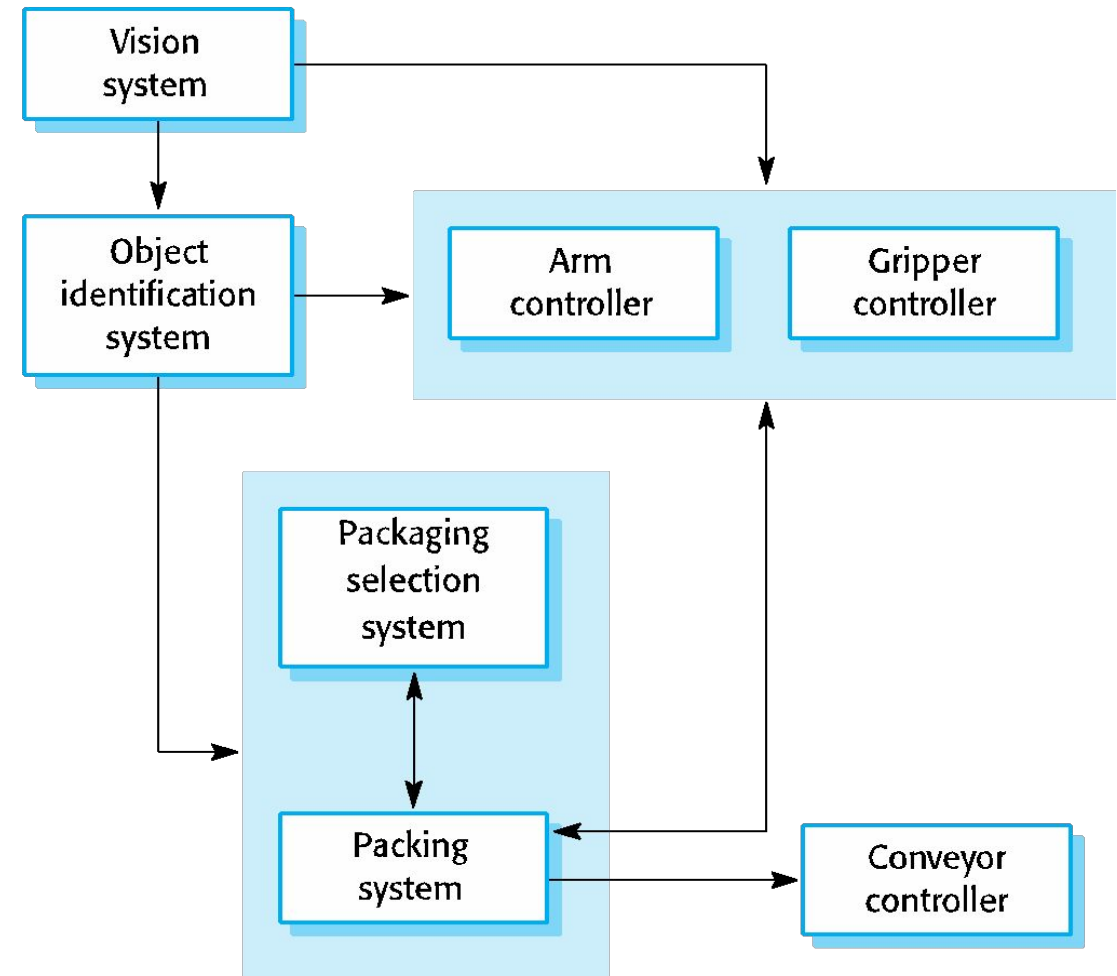 Vision
system
Object
identification
system
Arm
controller
Gripper
controller
Packaging
selection
system
Packing
system
Conveyor
controller